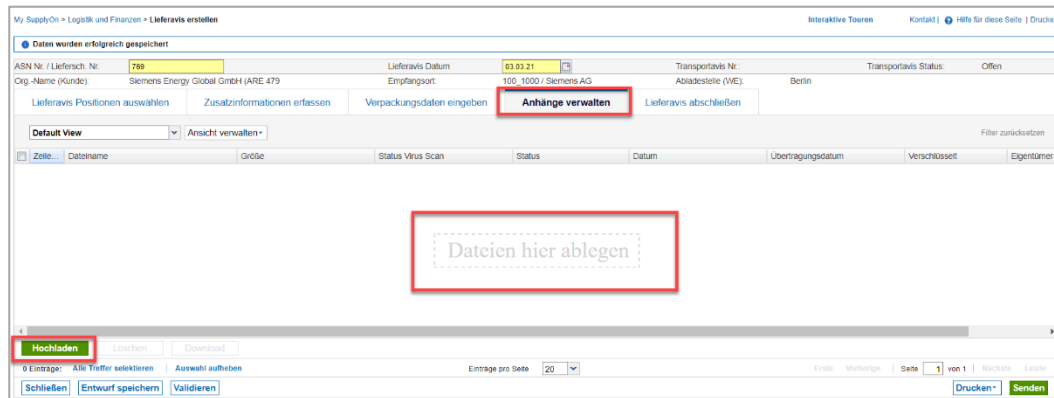 My SupplyOn > Logistik und Finanzen > Lieferavis erstellen Interaktive Touren Kontakt | Hilfe für diese Seite | Drucke
Daten wurden erfolgreich gespeichert
ASN Nr. / Liefersch. Nr. 769 Lieferavis Datum 03.03.21 Transportavis Nr.: Transportavis Status: Offen
Org.-Name (Kunde): Siemens Energy Global GmbH (ARE 479 Empfangsort: 100_1000 / Siemens AG Abladestelle (WE): Berlin
Lieferavis Positionen auswählen Zusatzinformationen erfassen Verpackungsdaten eingeben Anhänge verwalten Lieferavis abschließen
Default View Ansicht verwalten Filter zurücksetzen
Zeile... Dateiname Größe Status Virus Scan Status Datum Übertragungsdatum Verschlüsselt Eigentümer
Dateien hier ablegen
Hochladen Löschen Download
0 Einträge: Alle Treffer selektieren Auswahl aufheben Einträge pro Seite 20 Erste Vorherige | Seite 1 von 1 | Nächste Letzte
Schließen Entwurf speichern Validieren Drucken Senden